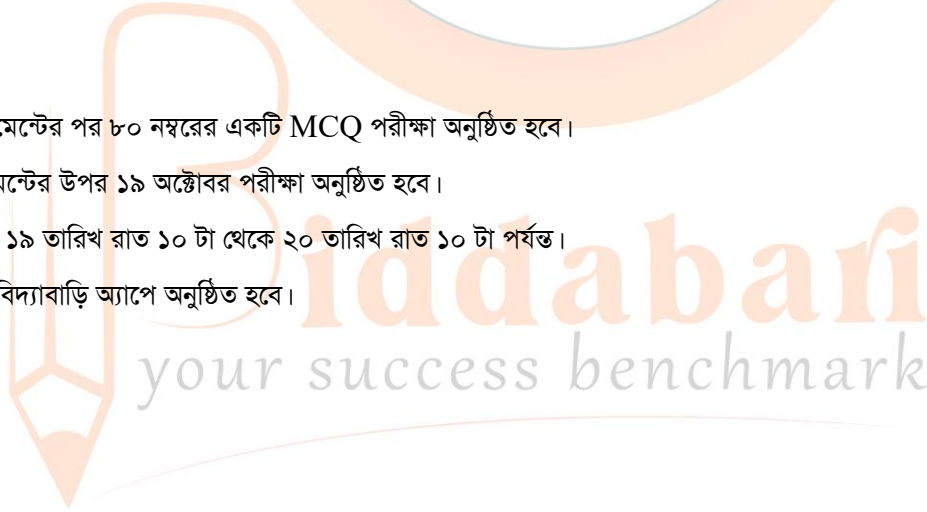 মেন্টের পর ৮০ নম্বরের একটি MCQ পরীক্ষা অনুষ্ঠিত হবে।
মেন্টের উপর ১৯ অক্টোবর পরীক্ষা অনুষ্ঠিত হবে।
১৯ তারিখ রাত ১০ টা থেকে ২০ তারিখ রাত ১০ টা পর্যন্ত।
বিদ্যাবাড়ি অ্যাপে অনুষ্ঠিত হবে।
Biddabari
your success benchmark